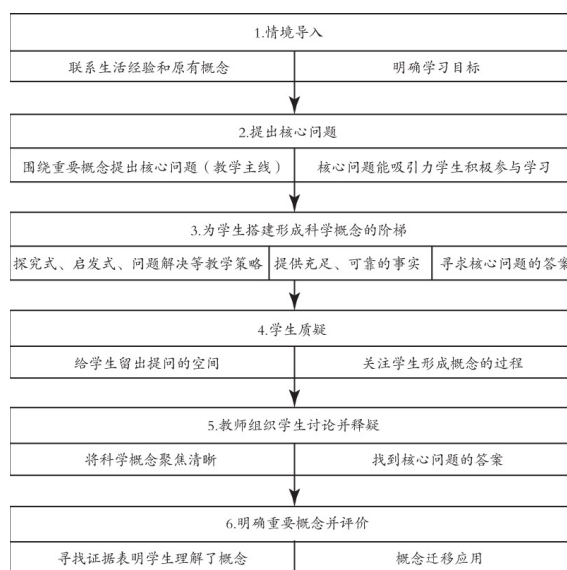 1.情境导入
联系生活经验和原有概念 明确学习目标
2.提出核心问题
围绕重要概念提出核心问题（教学主线） 核心问题能吸引力学生积极参与学习
3.为学生搭建形成科学概念的阶梯
探究式、启发式、问题解决等教学策略 提供充足、可靠的事实 寻求核心问题的答案
4.学生质疑
给学生留出提问的空间 关注学生形成概念的过程
5.教师组织学生讨论并释疑
将科学概念聚焦清晰 找到核心问题的答案
6.明确重要概念并评价
寻找证据表明学生理解了概念 概念迁移应用